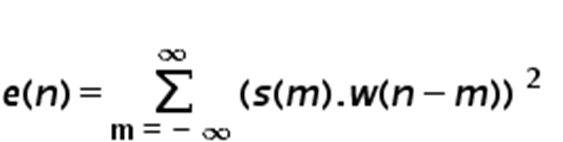 e(n) = ∑_{m = - ∞}^{∞} (s(m).w(n – m)) ²